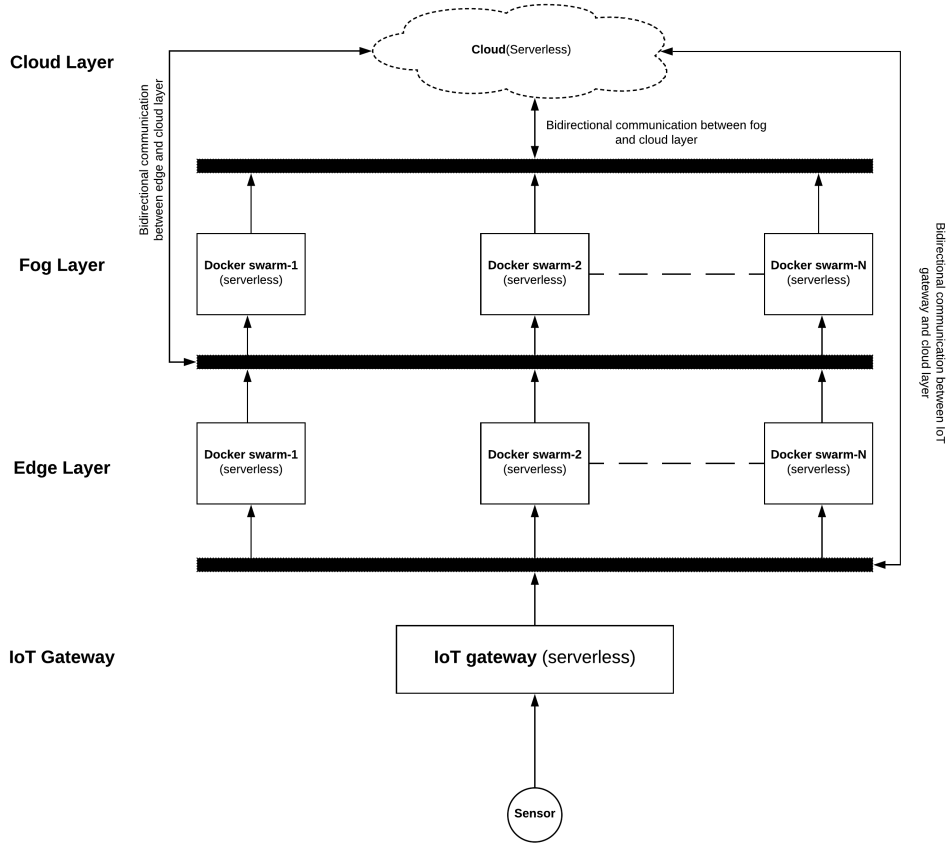 Cloud Layer
Cloud(Serverless)
Bidirectional communication
between edge and cloud layer
Bidirectional communication between fog
and cloud layer
Fog Layer
Docker swarm-1
(serverless)
Docker swarm-2
(serverless)
Docker swarm-N
(serverless)
Bidirectional communication between IoT
gateway and cloud layer
Edge Layer
Docker swarm-1
(serverless)
Docker swarm-2
(serverless)
Docker swarm-N
(serverless)
IoT Gateway
IoT gateway (serverless)
Sensor